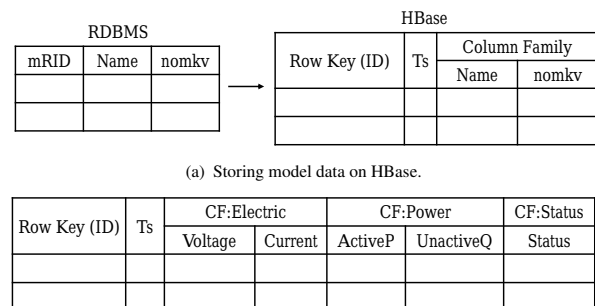 RDBMS
mRID Name nomkv
HBase
Row Key (ID) Ts Column Family
Name nomkv
(a) Storing model data on HBase.
Row Key (ID) Ts CF:Electric CF:Power CF:Status
Voltage Current ActiveP UnactiveQ Status